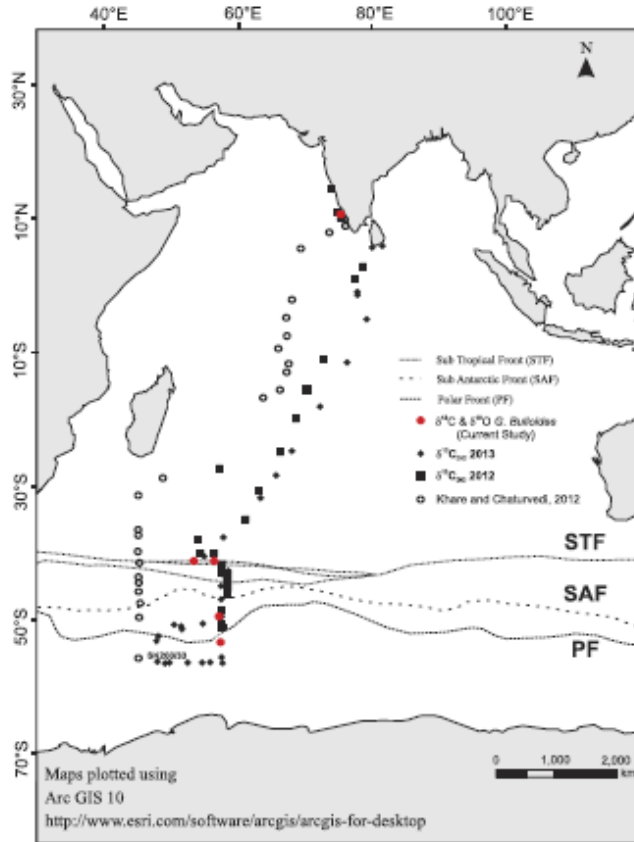 40°E 60°E 80°E 100°E
N
30°N
10°N
10°S
30°S
50°S
70°S
Sub Tropical Front (STF)
Sub Antarctic Front (SAF)
Polar Front (PF)
δ¹³C & δ¹⁸O G. Bulloides
(Current Study)
2013
2012
Khare and Chaturvedi, 2012
STF
SAF
PF
0 1,000 2,000
km
Maps plotted using
Arc GIS 10
http://www.esri.com/software/arcgis/arcgis-for-desktop